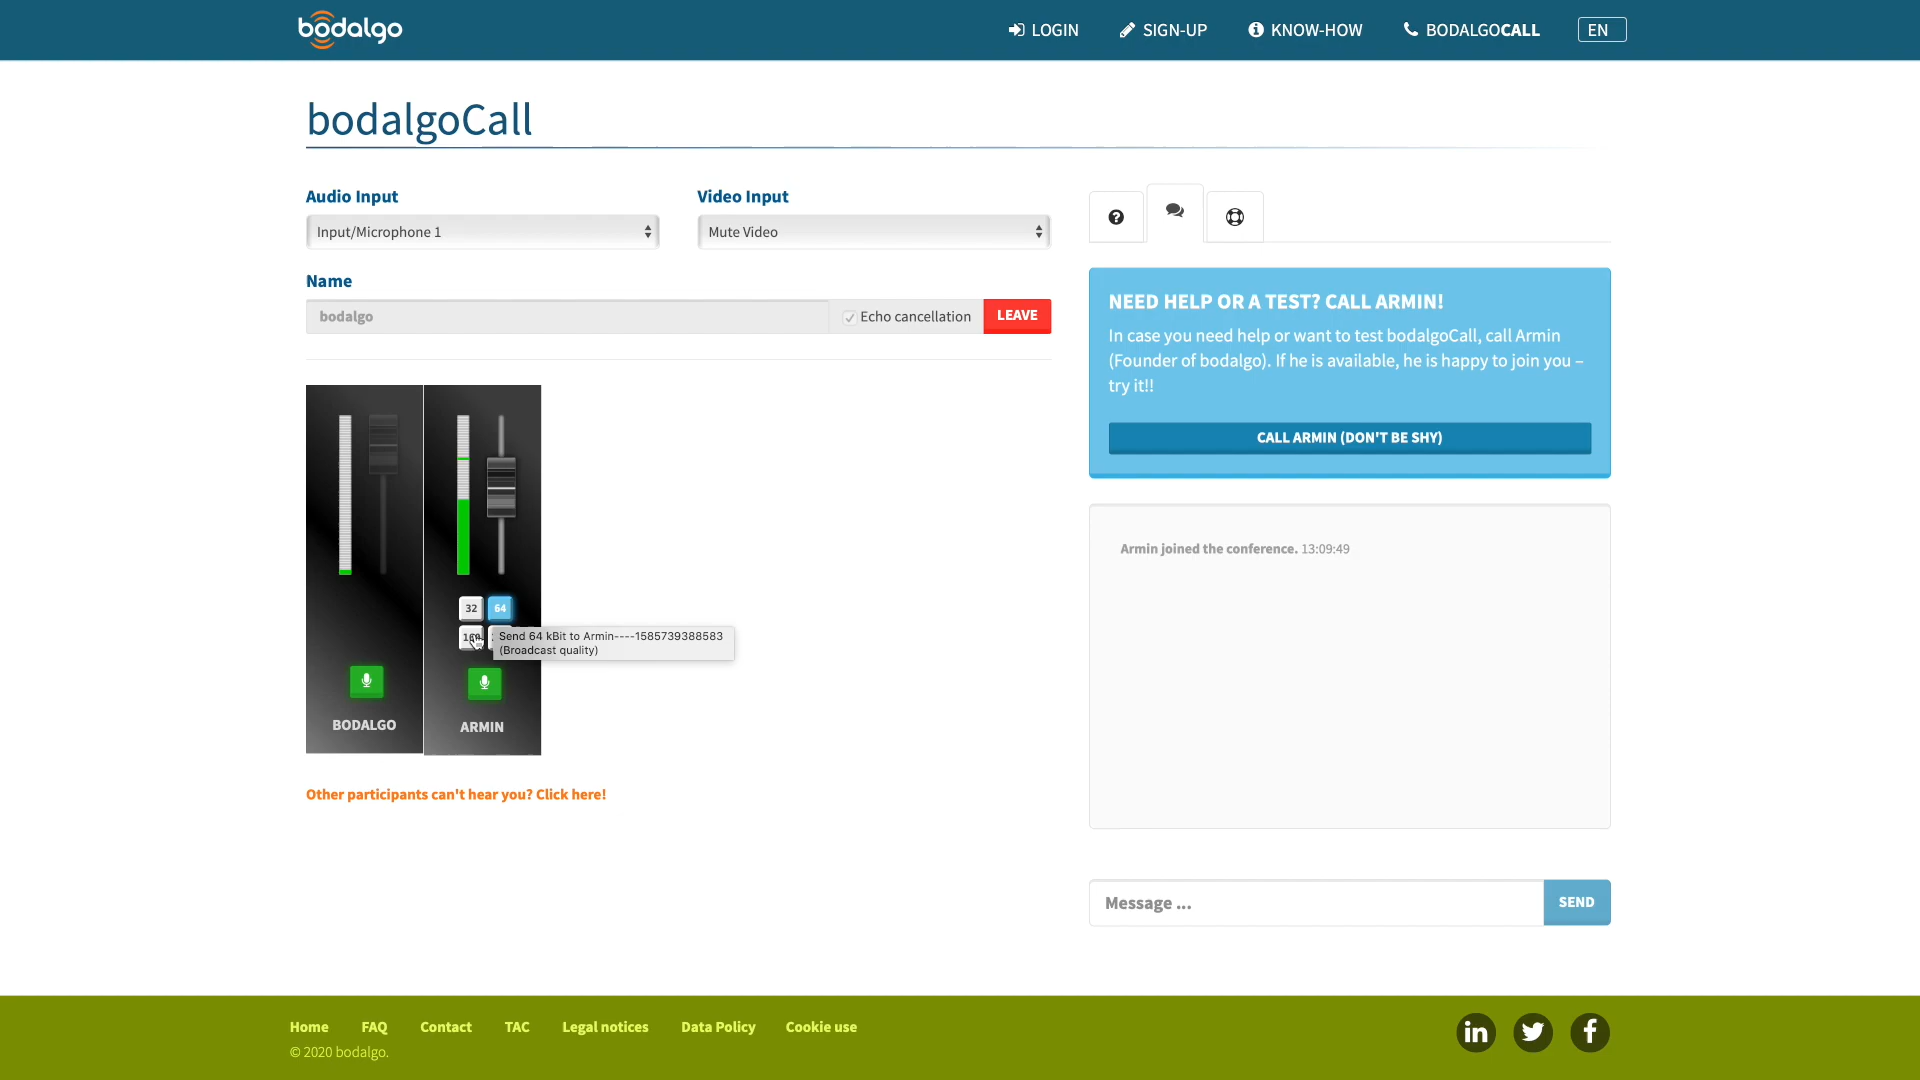 bodalgo
LOGIN
SIGN-UP
KNOW-HOW
BODALGOCALL
EN
bodalgoCall
Audio Input
Video Input
Input/Microphone 1
Mute Video
Name
bodalgo
Echo cancellation
LEAVE
NEED HELP OR A TEST? CALL ARMIN!
In case you need help or want to test bodalgoCall, call Armin
(Founder of bodalgo). If he is available, he is happy to join you –
try it!!
CALL ARMIN (DON'T BE SHY)
Armin joined the conference. 13:09:49
32
64
Send 64 kBit to Armin----1585739388583
(Broadcast quality)
BODALGO
ARMIN
Other participants can't hear you? Click here!
Message ...
SEND
Home
FAQ
Contact
TAC
Legal notices
Data Policy
Cookie use
© 2020 bodalgo.